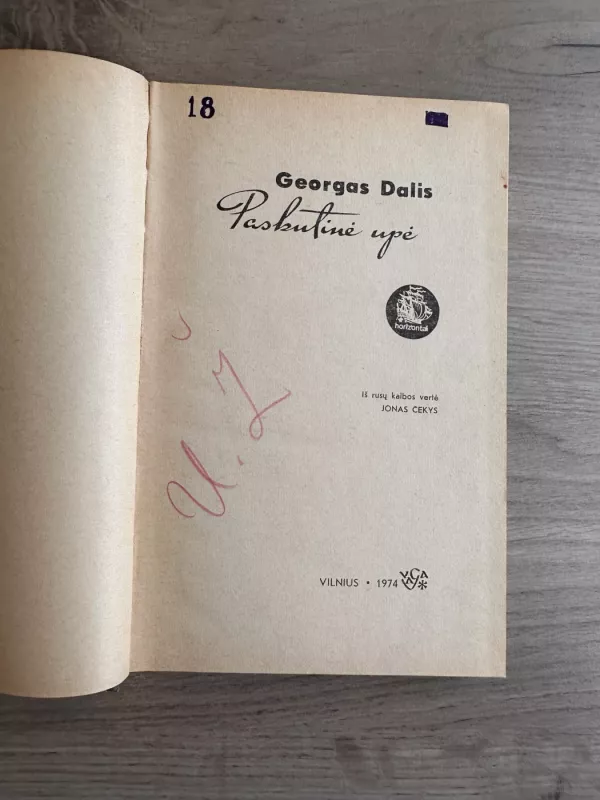 18
Georgas Dalis
Paskutinė upė
horizontai
Iš rusų kalbos vertė
JONAS ČEKYS
VILNIUS • 1974